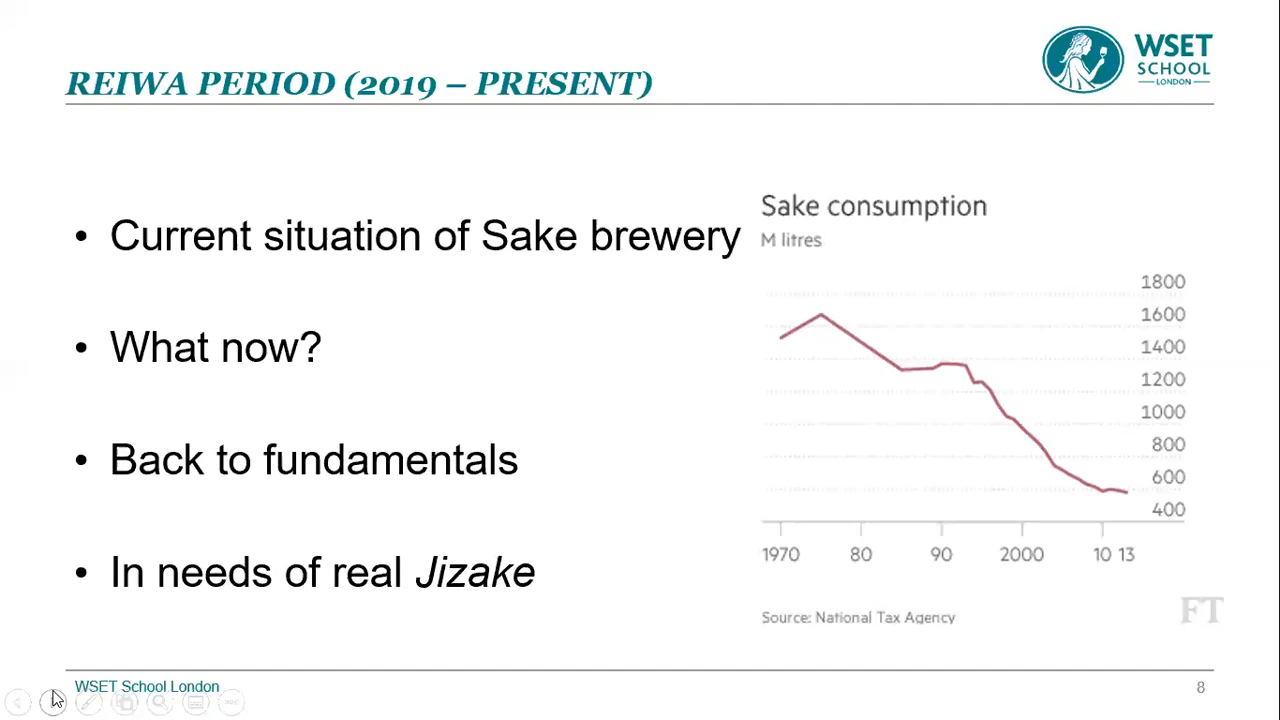 REIWA PERIOD (2019 – PRESENT)
WSET
SCHOOL
LONDON
• Current situation of Sake brewery
• What now?
• Back to fundamentals
• In needs of real Jizake
Sake consumption
M litres
1800
1600
1400
1200
1000
800
600
400
1970 80 90 2000 10 13
Source: National Tax Agency
FT
WSET School London
8